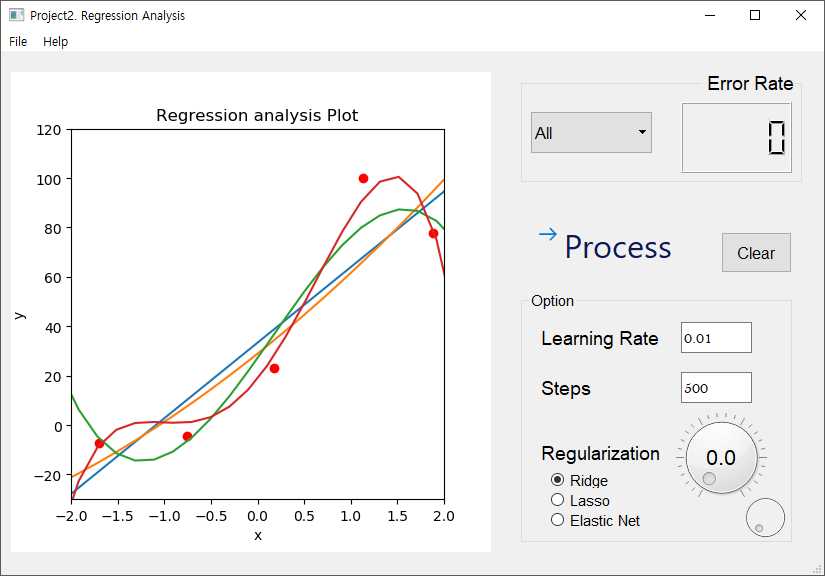 Project2. Regression Analysis
File Help
Regression analysis Plot
120
100
80
60
40
20
0
−20
y
−2.0 −1.5 −1.0 −0.5 0.0 0.5 1.0 1.5 2.0
x
Error Rate
All
0
→ Process
Clear
Option
Learning Rate 0.01
Steps 500
Regularization 0.0
Ridge
Lasso
Elastic Net